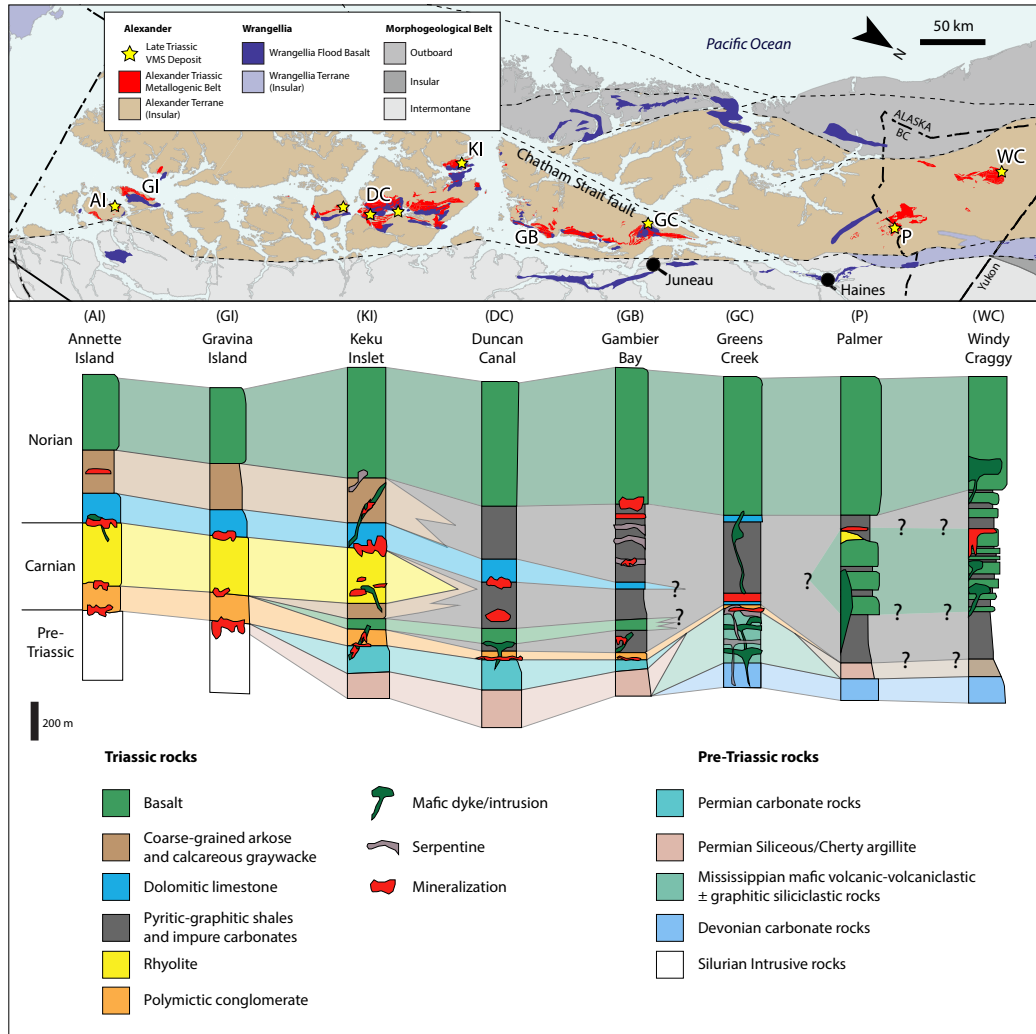 Alexander
Late Triassic
VMS Deposit
Alexander Triassic
Metallogenic Belt
Alexander Terrane
(Insular)
Wrangellia
Wrangellia Flood Basalt
Wrangellia Terrane
(Insular)
Morphogeological Belt
Outboard
Insular
Intermontane
Pacific Ocean
N
50 km
ALASKA
BC
KI
WC
Chatham Strait fault
GI
AI
DC
GC
GB
P
Juneau
Haines
Yukon
(AI)
Annette
Island
(GI)
Gravina
Island
(KI)
Keku
Inslet
(DC)
Duncan
Canal
(GB)
Gambier
Bay
(GC)
Greens
Creek
(P)
Palmer
(WC)
Windy
Craggy
Norian
Carnian
Pre-
Triassic
? ?
?
?
?
? ?
? ?
200 m
Triassic rocks
Basalt
Coarse-grained arkose
and calcareous graywacke
Dolomitic limestone
Pyritic-graphitic shales
and impure carbonates
Rhyolite
Polymictic conglomerate
Mafic dyke/intrusion
Serpentine
Mineralization
Pre-Triassic rocks
Permian carbonate rocks
Permian Siliceous/Cherty argillite
Mississippian mafic volcanic-volcaniclastic
± graphitic siliciclastic rocks
Devonian carbonate rocks
Silurian Intrusive rocks